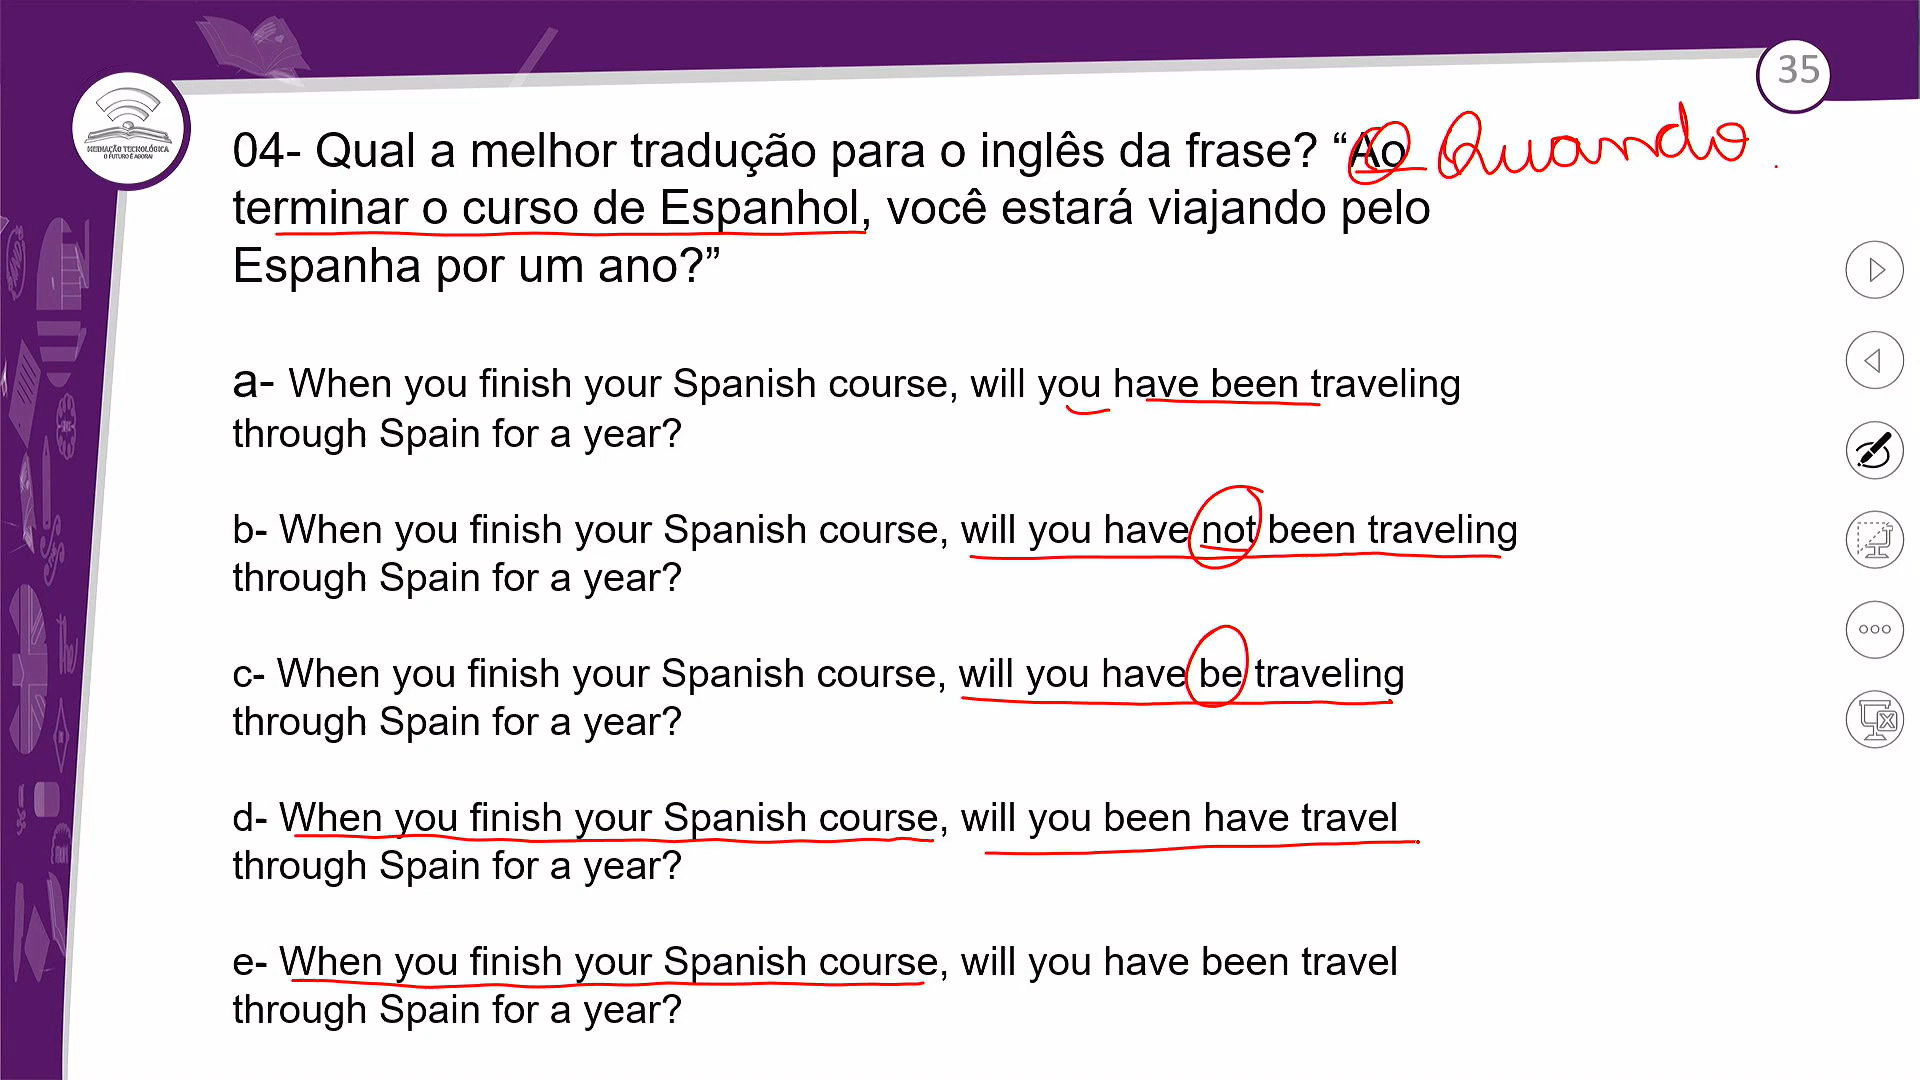 35
04- Qual a melhor tradução para o inglês da frase? “Ao Quando
terminar o curso de Espanhol, você estará viajando pelo
Espanha por um ano?”
a- When you finish your Spanish course, will you have been traveling
through Spain for a year?
b- When you finish your Spanish course, will you have not been traveling
through Spain for a year?
c- When you finish your Spanish course, will you have be traveling
through Spain for a year?
d- When you finish your Spanish course, will you been have travel
through Spain for a year?
e- When you finish your Spanish course, will you have been travel
through Spain for a year?
MEDIAÇÃO TECNOLÓGICA
O FUTURO É AGORA!
the